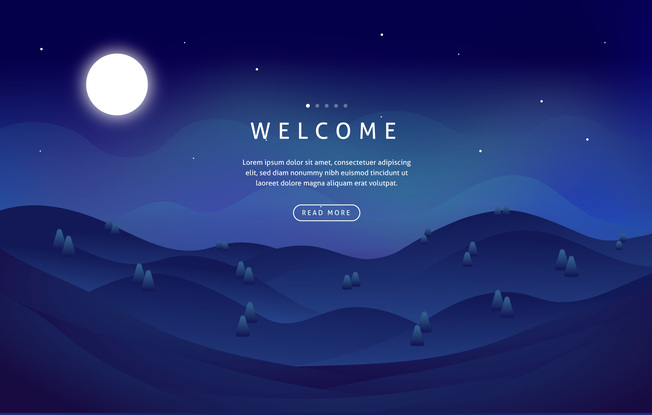 WELCOME
Lorem ipsum dolor sit amet, consectetuer adipiscing
elit, sed diam nonummy nibh euismod tincidunt ut
laoreet dolore magna aliquam erat volutpat.
READ MORE